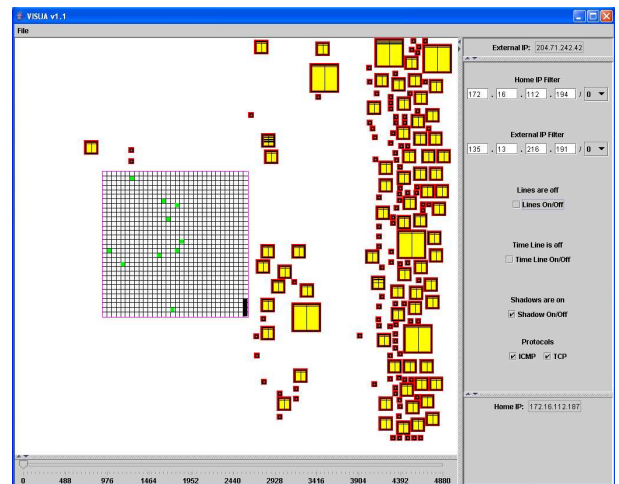 VISUA v1.1
File
External IP: 204.71.242.42
Home IP Filter
172 . 16 . 112 . 194 / 0
External IP Filter
135 . 13 . 216 . 191 / 0
Lines are off
Lines On/Off
Time Line is off
Time Line On/Off
Shadows are on
Shadow On/Off
Protocals
ICMP TCP
Home IP: 172.16.112.187
0 488 976 1464 1952 2440 2928 3416 3904 4392 4880